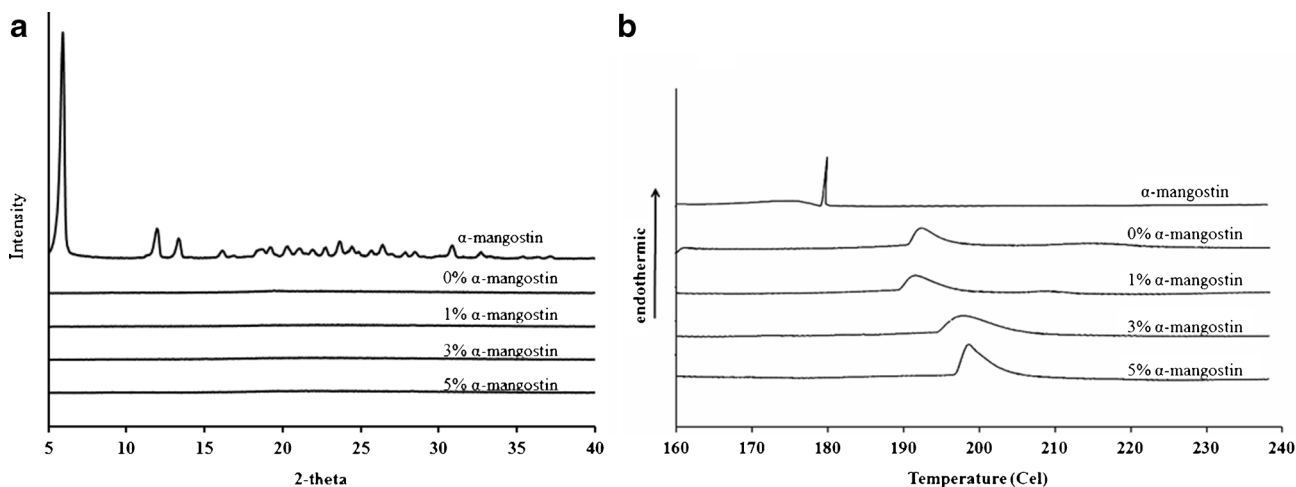 a
Intensity
α-mangostin
0% α-mangostin
1% α-mangostin
3% α-mangostin
5% α-mangostin
5 10 15 20 25 30 35 40
2-theta
b
endothermic
α-mangostin
0% α-mangostin
1% α-mangostin
3% α-mangostin
5% α-mangostin
160 170 180 190 200 210 220 230 240
Temperature (Cel)